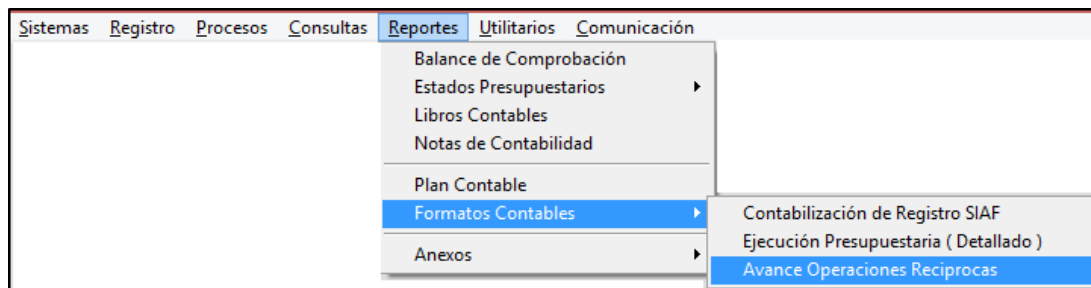 Sistemas Registro Procesos Consultas Reportes Utilitarios Comunicación
Balance de Comprobación
Estados Presupuestarios
Libros Contables
Notas de Contabilidad
Plan Contable
Formatos Contables
Anexos
Contabilización de Registro SIAF
Ejecución Presupuestaria ( Detallado )
Avance Operaciones Reciprocas